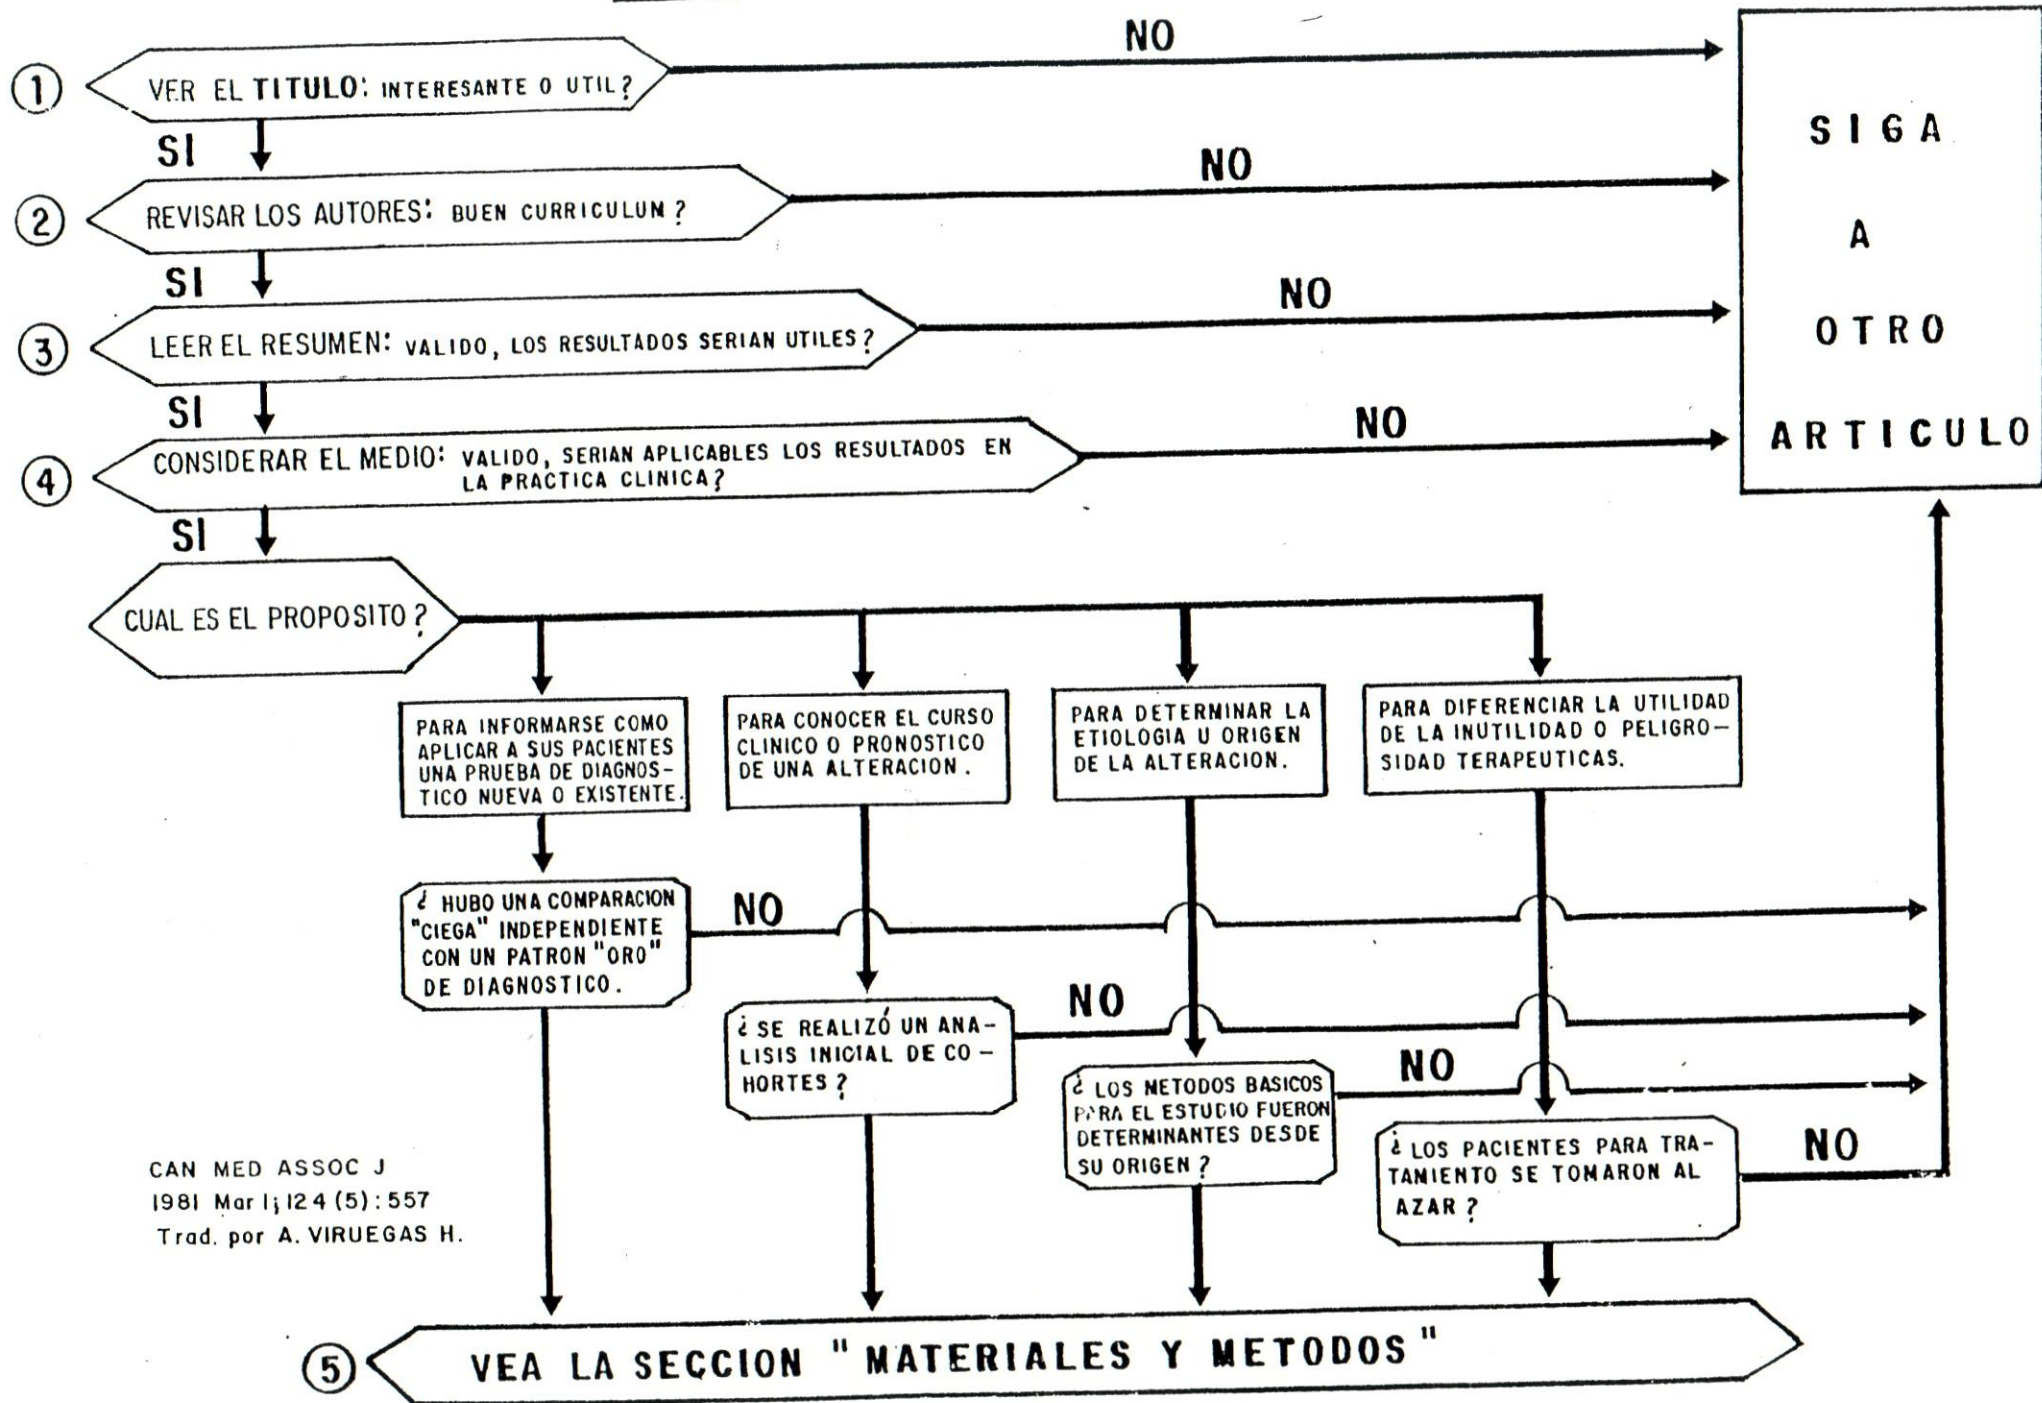 NO
1
VER EL TITULO: INTERESANTE O UTIL?
SI
NO
2
REVISAR LOS AUTORES: BUEN CURRICULUM?
SI
NO
3
LEER EL RESUMEN: VALIDO, LOS RESULTADOS SERIAN UTILES?
SI
NO
4
CONSIDERAR EL MEDIO: VALIDO, SERIAN APLICABLES LOS RESULTADOS EN
LA PRACTICA CLINICA?
SI
SIGA
A
OTRO
ARTICULO
CUAL ES EL PROPOSITO?
PARA INFORMARSE COMO
APLICAR A SUS PACIENTES
UNA PRUEBA DE DIAGNOS-
TICO NUEVA O EXISTENTE.
PARA CONOCER EL CURSO
CLINICO O PRONOSTICO
DE UNA ALTERACION.
PARA DETERMINAR LA
ETIOLOGIA U ORIGEN
DE LA ALTERACION.
PARA DIFERENCIAR LA UTILIDAD
DE LA INUTILIDAD O PELIGRO-
SIDAD TERAPEUTICAS.
¿ HUBO UNA COMPARACION
"CIEGA" INDEPENDIENTE
CON UN PATRON "ORO"
DE DIAGNOSTICO.
NO
¿ SE REALIZÓ UN ANA-
LISIS INICIAL DE CO-
HORTES ?
NO
¿ LOS METODOS BASICOS
PARA EL ESTUDIO FUERON
DETERMINANTES DESDE
SU ORIGEN ?
NO
¿ LOS PACIENTES PARA TRA-
TAMIENTO SE TOMARON AL
AZAR ?
NO
CAN MED ASSOC J
1981 Mar 1; 124 (5): 557
Trad. por A. VIRUEGAS H.
5
VEA LA SECCION "MATERIALES Y METODOS"